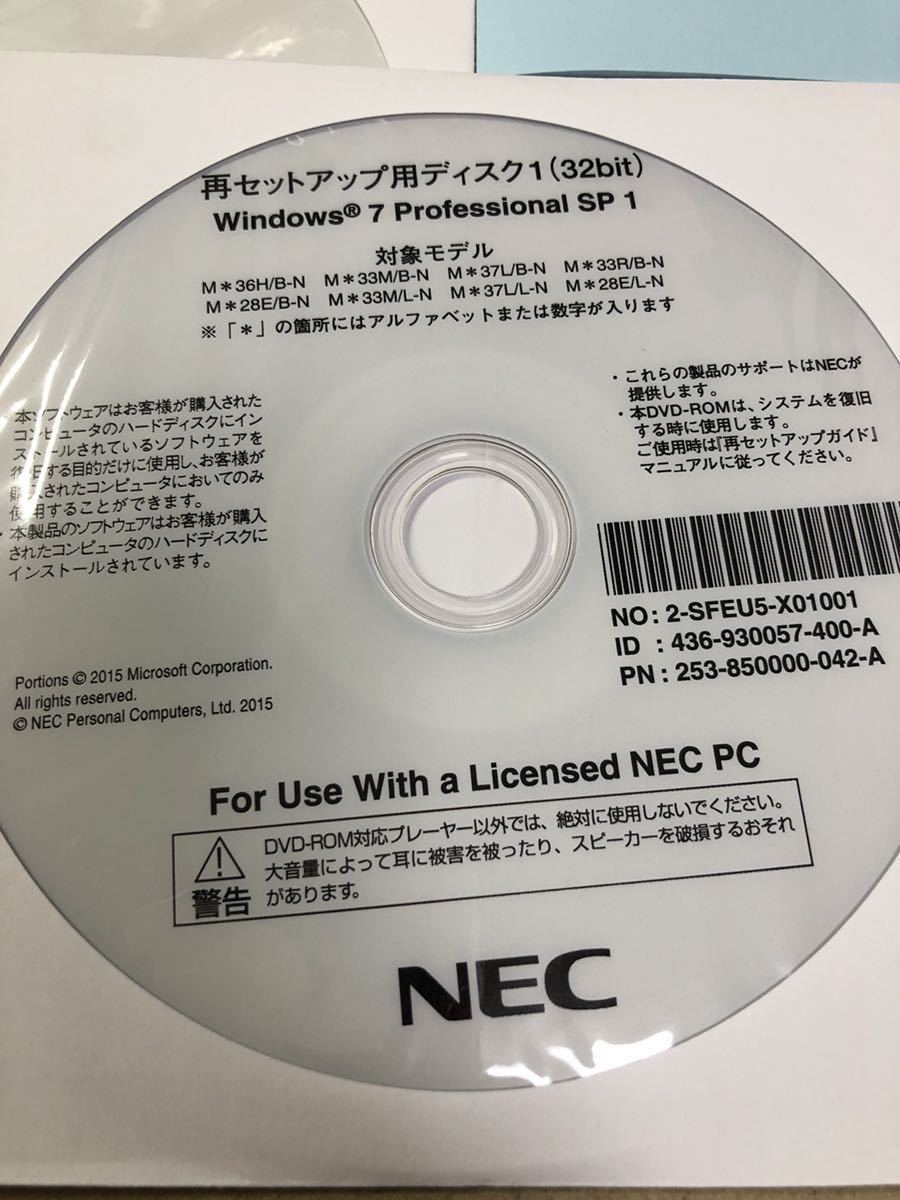 再セットアップ用ディスク1(32bit)
Windows® 7 Professional SP 1
対象モデル
M＊36H/B-N M＊33M/B-N M＊37L/B-N M＊33R/B-N
M＊28E/B-N M＊33M/L-N M＊37L/L-N M＊28E/L-N
※「＊」の箇所にはアルファベットまたは数字が入ります
・本ソフトウェアはお客様が購入された
コンピュータのハードディスクにイン
ストールされているソフトウェアを
復旧する目的だけに使用し、お客様が
購入されたコンピュータにおいてのみ
使用することができます。
・本製品のソフトウェアはお客様が購入
されたコンピュータのハードディスクに
インストールされています。
・これらの製品のサポートはNECが
提供します。
・本DVD-ROMは、システムを復旧
する時に使用します。
ご使用時は『再セットアップガイド』
マニュアルに従ってください。
NO : 2-SFEU5-X01001
ID : 436-930057-400-A
PN : 253-850000-042-A
Portions © 2015 Microsoft Corporation.
All rights reserved.
© NEC Personal Computers, Ltd. 2015
For Use With a Licensed NEC PC
警告
DVD-ROM対応プレーヤー以外では、絶対に使用しないでください。
大音量によって耳に被害を被ったり、スピーカーを破損するおそれ
があります。
NEC